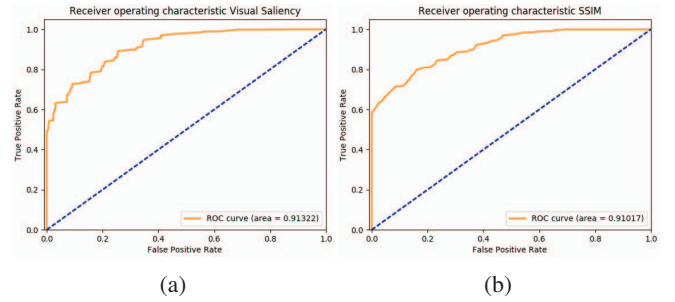 Receiver operating characteristic Visual Saliency
1.0
0.8
0.6
0.4
0.2
0.0
True Positive Rate
0.0 0.2 0.4 0.6 0.8 1.0
False Positive Rate
ROC curve (area = 0.91322)
(a)
Receiver operating characteristic SSIM
1.0
0.8
0.6
0.4
0.2
0.0
True Positive Rate
0.0 0.2 0.4 0.6 0.8 1.0
False Positive Rate
ROC curve (area = 0.91017)
(b)